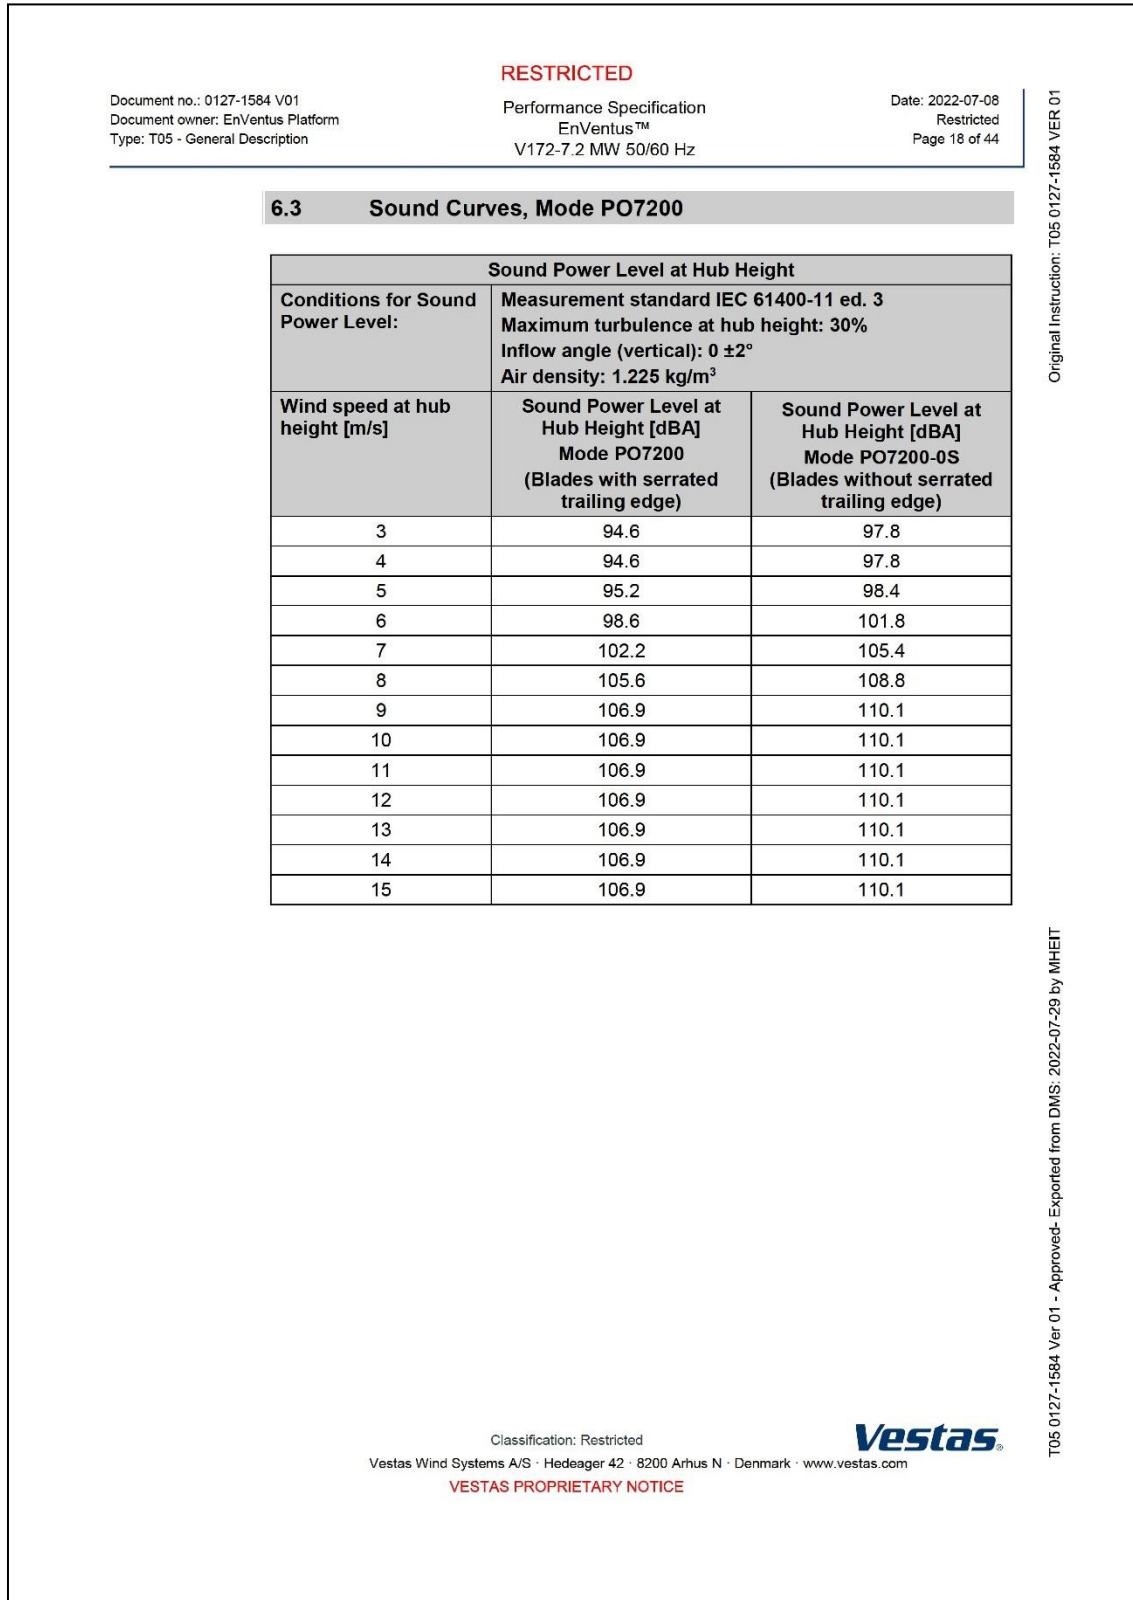 RESTRICTED
Document no.: 0127-1584 V01
Document owner: EnVentus Platform
Type: T05 - General Description
Performance Specification
EnVentus™
V172-7.2 MW 50/60 Hz
Date: 2022-07-08
Restricted
Page 18 of 44
Original Instruction: T05 0127-1584 VER 01
6.3 Sound Curves, Mode PO7200
Sound Power Level at Hub Height
Conditions for Sound
Power Level:
Measurement standard IEC 61400-11 ed. 3
Maximum turbulence at hub height: 30%
Inflow angle (vertical): 0 ±2°
Air density: 1.225 kg/m³
Wind speed at hub
height [m/s]
Sound Power Level at
Hub Height [dBA]
Mode PO7200
(Blades with serrated
trailing edge)
Sound Power Level at
Hub Height [dBA]
Mode PO7200-0S
(Blades without serrated
trailing edge)
3 94.6 97.8
4 94.6 97.8
5 95.2 98.4
6 98.6 101.8
7 102.2 105.4
8 105.6 108.8
9 106.9 110.1
10 106.9 110.1
11 106.9 110.1
12 106.9 110.1
13 106.9 110.1
14 106.9 110.1
15 106.9 110.1
T05 0127-1584 Ver 01 - Approved- Exported from DMS: 2022-07-29 by MHEIT
Classification: Restricted
Vestas®
Vestas Wind Systems A/S · Hedeager 42 · 8200 Arhus N · Denmark · www.vestas.com
VESTAS PROPRIETARY NOTICE